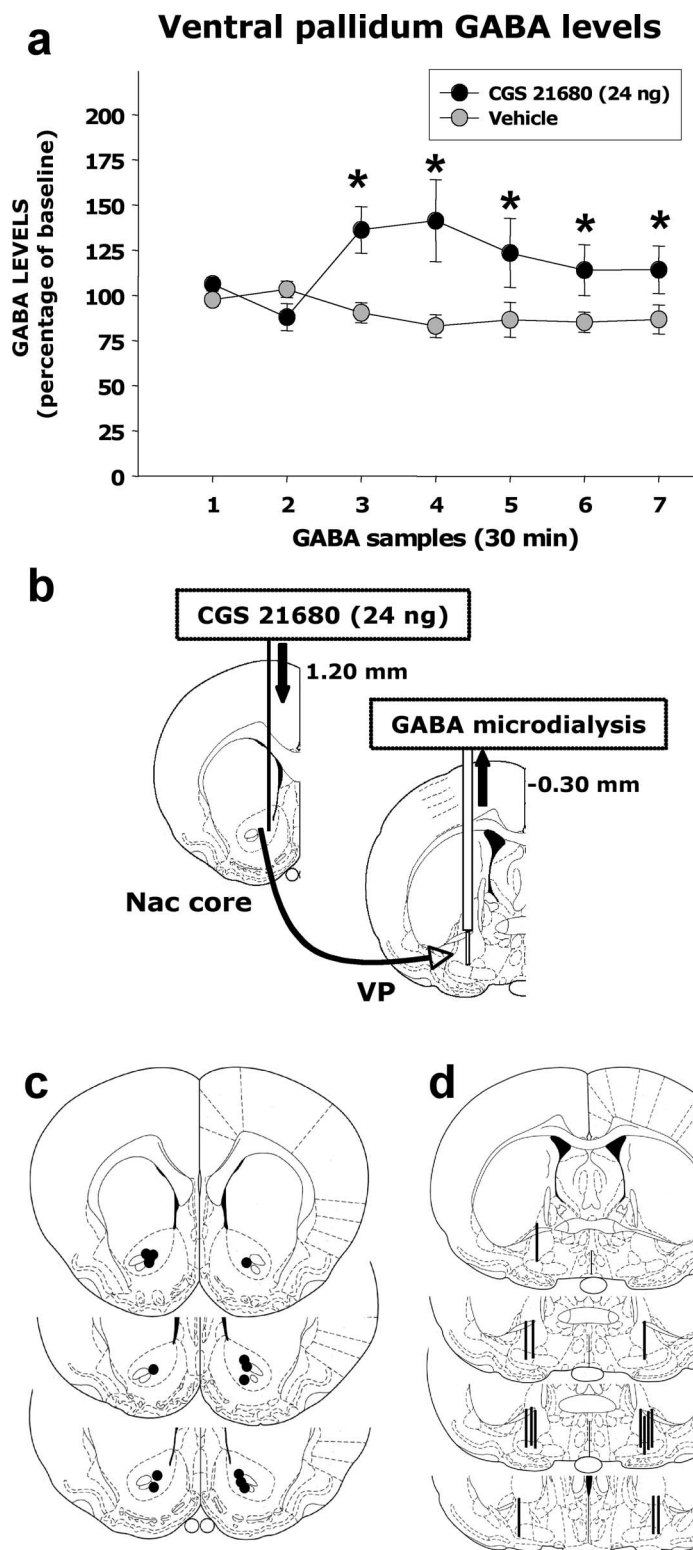 Ventral pallidum GABA levels
a
CGS 21680 (24 ng)
Vehicle
GABA LEVELS
(percentage of baseline)
200
175
150
125
100
75
50
25
0
*
*
*
*
*
1 2 3 4 5 6 7
GABA samples (30 min)
b
CGS 21680 (24 ng)
1.20 mm
GABA microdialysis
-0.30 mm
Nac core
VP
c
d